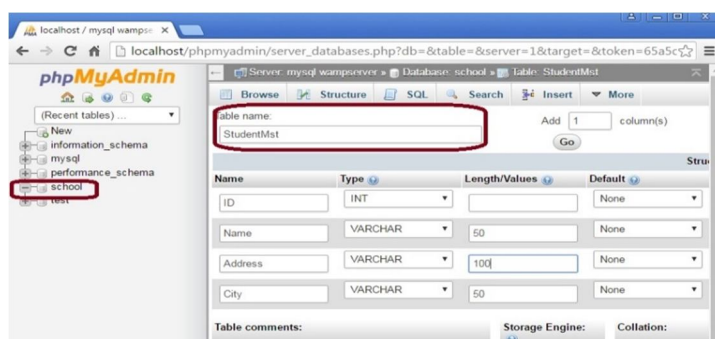 localhost / mysql wampse
localhost/phpmyadmin/server_databases.php?db=&table=&server=1&target=&token=65a5c
phpMyAdmin
(Recent tables) ...
New
information_schema
mysql
performance_schema
school
test
Server: mysql wampserver » Database: school » Table: StudentMst
Browse Structure SQL Search Insert More
Table name:
StudentMst
Add 1 column(s)
Go
Stru
Name Type Length/Values Default
ID INT None
Name VARCHAR 50 None
Address VARCHAR 100 None
City VARCHAR 50 None
Table comments: Storage Engine: Collation: